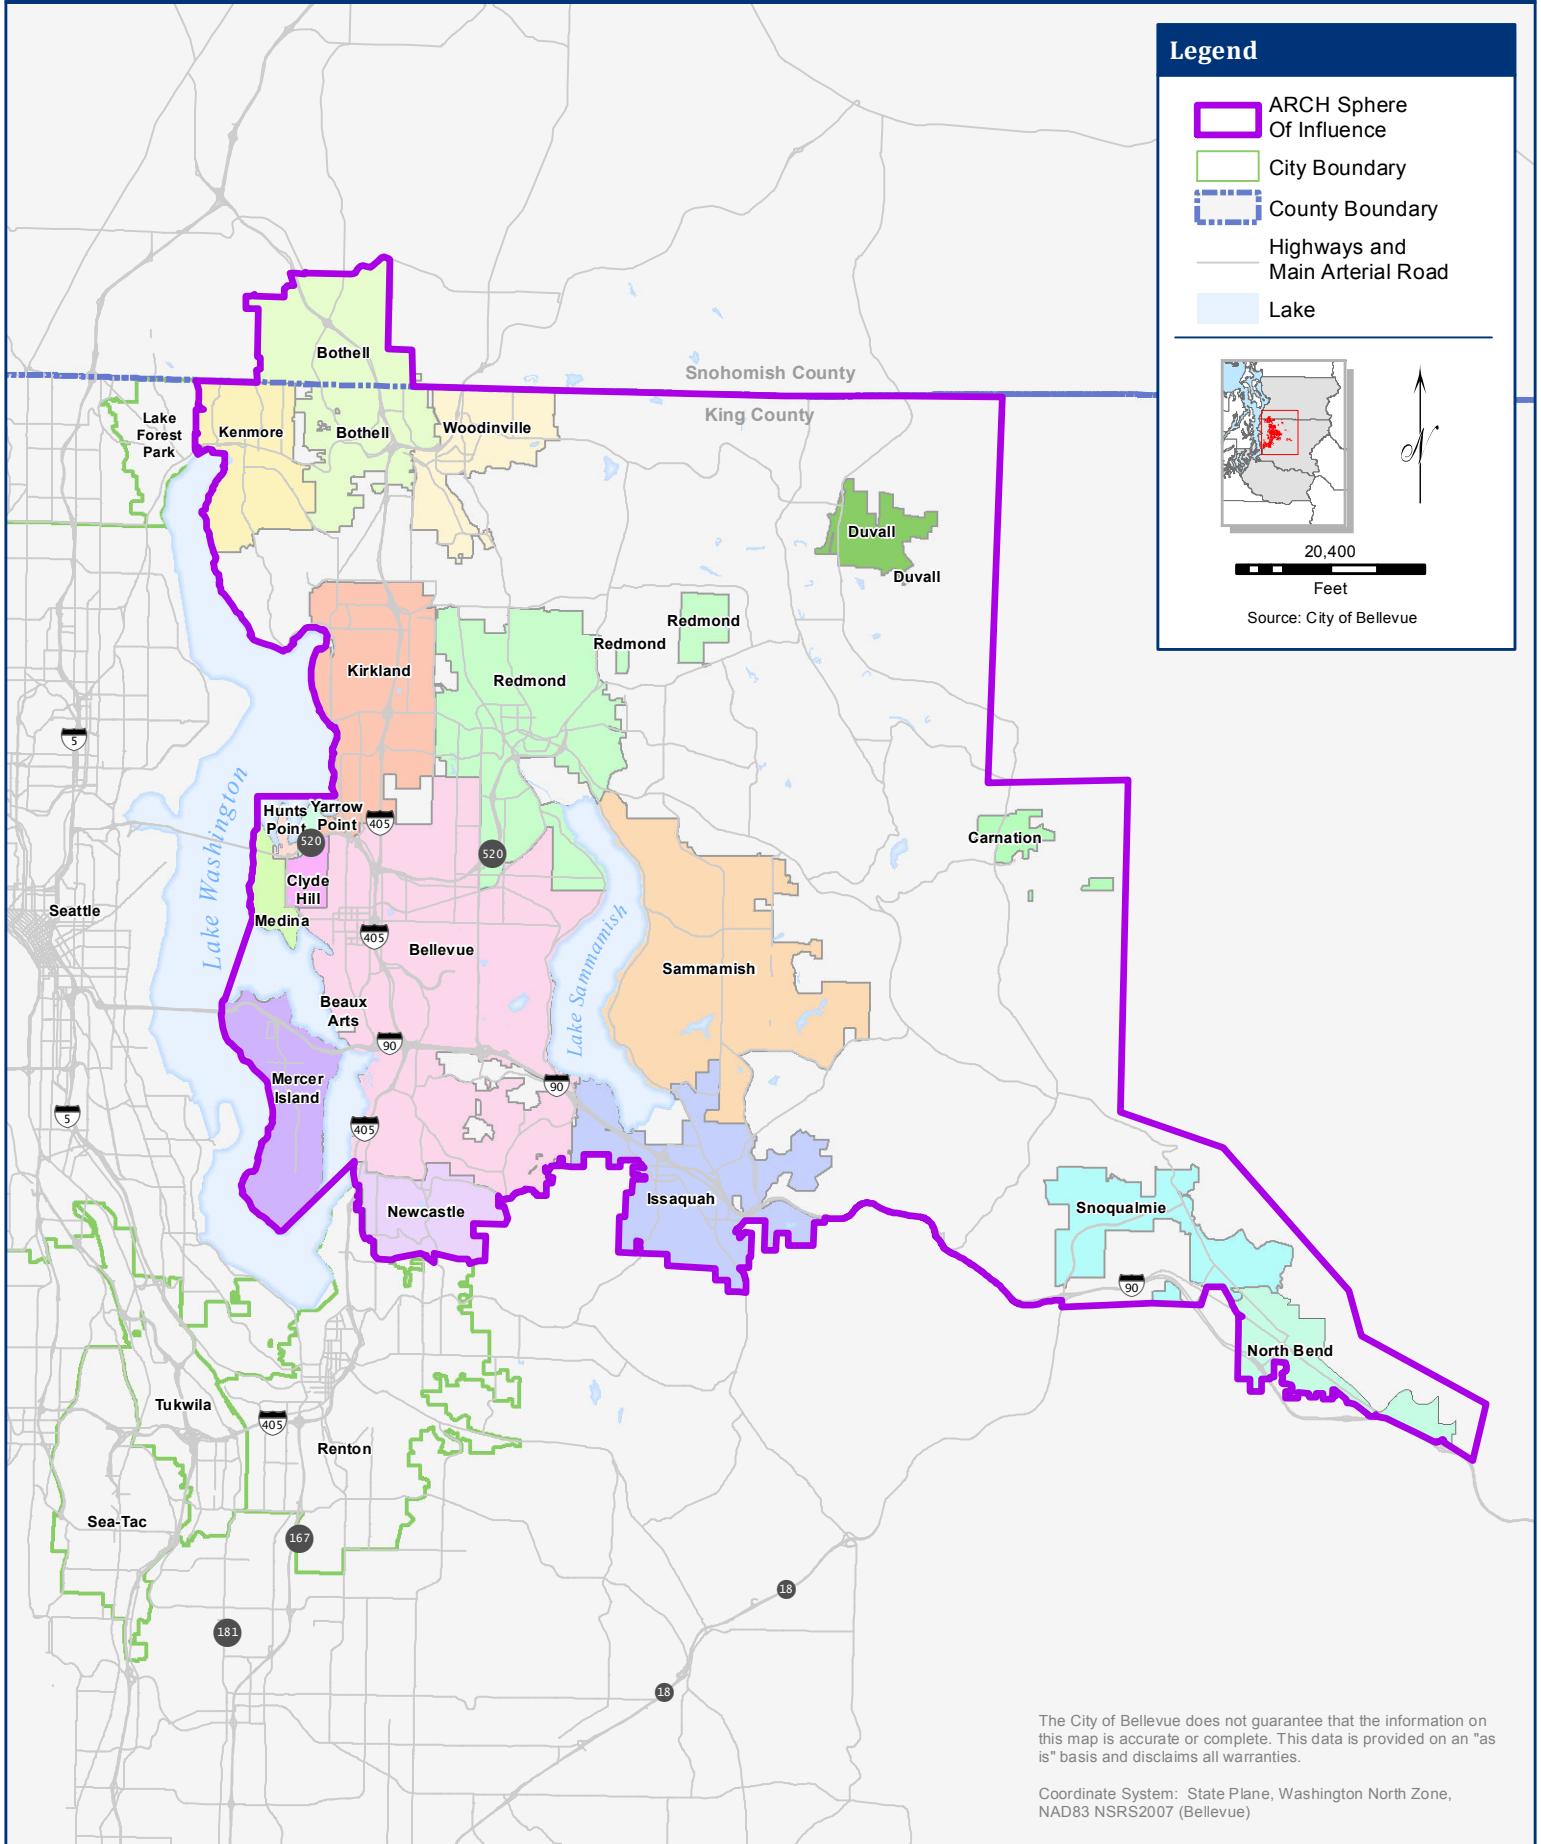 Legend
ARCH Sphere
Of Influence
City Boundary
County Boundary
Highways and
Main Arterial Road
Lake
N
20,400
Feet
Source: City of Bellevue
Bothell
Snohomish County
King County
Lake
Forest
Park
Kenmore
Bothell
Woodinville
Duvall
Duvall
Redmond
Redmond
Kirkland
Redmond
5
Lake Washington
Hunts
Point
Yarrow
Point
405
520
520
Carnation
Clyde
Hill
Medina
Seattle
405
Bellevue
Lake Sammamish
Sammamish
Beaux
Arts
90
90
Mercer
Island
5
405
Newcastle
Issaquah
Snoqualmie
90
North Bend
Tukwila
405
Renton
Sea-Tac
167
18
181
18
The City of Bellevue does not guarantee that the information on
this map is accurate or complete. This data is provided on an "as
is" basis and disclaims all warranties.
Coordinate System: State Plane, Washington North Zone,
NAD83 NSRS2007 (Bellevue)